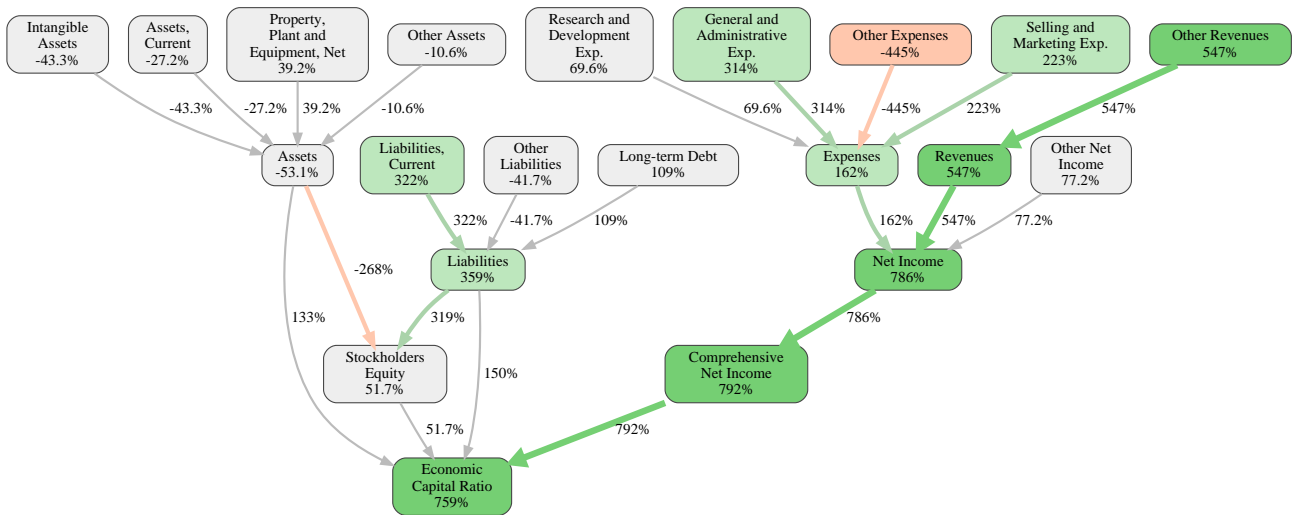 Intangible
Assets
-43.3%
Assets,
Current
-27.2%
Property,
Plant and
Equipment, Net
39.2%
Other Assets
-10.6%
Research and
Development
Exp.
69.6%
General and
Administrative
Exp.
314%
Other Expenses
-445%
Selling and
Marketing Exp.
223%
Other Revenues
547%
-43.3%
-27.2%
39.2%
-10.6%
69.6%
314%
-445%
223%
547%
Assets
-53.1%
Liabilities,
Current
322%
Other
Liabilities
-41.7%
Long-term Debt
109%
Expenses
162%
Revenues
547%
Other Net
Income
77.2%
322%
-41.7%
109%
162%
547%
77.2%
Liabilities
359%
Net Income
786%
-268%
133%
319%
786%
Stockholders
Equity
51.7%
150%
Comprehensive
Net Income
792%
51.7%
792%
Economic
Capital Ratio
759%